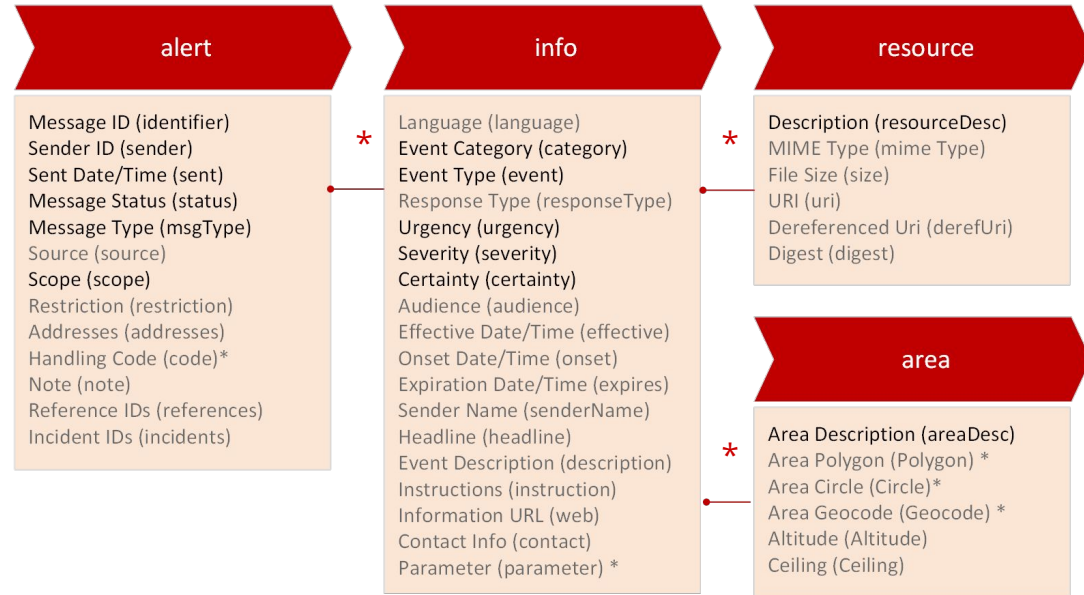 alert
Message ID (identifier)
Sender ID (sender)
Sent Date/Time (sent)
Message Status (status)
Message Type (msgType)
Source (source)
Scope (scope)
Restriction (restriction)
Addresses (addresses)
Handling Code (code)*
Note (note)
Reference IDs (references)
Incident IDs (incidents)
*
info
Language (language)
Event Category (category)
Event Type (event)
Response Type (responseType)
Urgency (urgency)
Severity (severity)
Certainty (certainty)
Audience (audience)
Effective Date/Time (effective)
Onset Date/Time (onset)
Expiration Date/Time (expires)
Sender Name (senderName)
Headline (headline)
Event Description (description)
Instructions (instruction)
Information URL (web)
Contact Info (contact)
Parameter (parameter) *
*
resource
Description (resourceDesc)
MIME Type (mime Type)
File Size (size)
URI (uri)
Dereferenced Uri (derefUri)
Digest (digest)
*
area
Area Description (areaDesc)
Area Polygon (Polygon) *
Area Circle (Circle)*
Area Geocode (Geocode) *
Altitude (Altitude)
Ceiling (Ceiling)